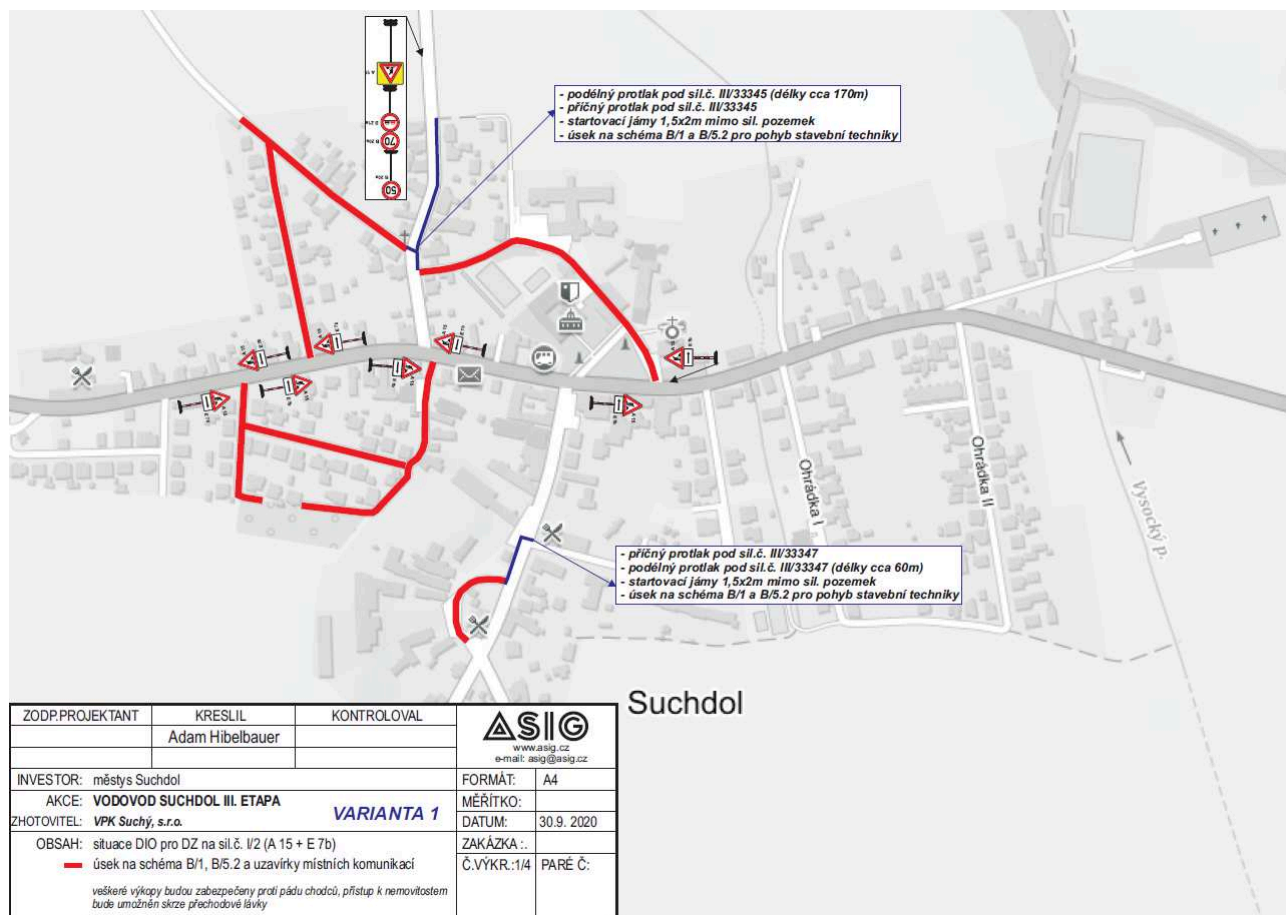 - podélný protlak pod sil.č. III/33345 (délky cca 170m)
- příčný protlak pod sil.č. III/33345
- startovací jámy 1,5x2m mimo sil. pozemek
- úsek na schéma B/1 a B/5.2 pro pohyb stavební techniky
70
50
Ohrádka I
Ohrádka II
Vysocký p.
- příčný protlak pod sil.č. III/33347
- podélný protlak pod sil.č. III/33347 (délky cca 60m)
- startovací jámy 1,5x2m mimo sil. pozemek
- úsek na schéma B/1 a B/5.2 pro pohyb stavební techniky
Suchdol
ZODP.PROJEKTANT KRESLIL KONTROLOVAL
Adam Hibelbauer
ASIG
www.asig.cz
e-mail: asig@asig.cz
INVESTOR: městys Suchdol
FORMÁT: A4
AKCE: VODOVOD SUCHDOL III. ETAPA
VARIANTA 1
MĚŘÍTKO:
ZHOTOVITEL: VPK Suchý, s.r.o.
DATUM: 30.9. 2020
OBSAH: situace DIO pro DZ na sil.č. I/2 (A 15 + E 7b)
ZAKÁZKA :.
úsek na schéma B/1, B/5.2 a uzavírky místních komunikací
Č.VÝKR.:1/4 PARÉ Č:
veškeré výkopy budou zabezpečeny proti pádu chodců, přístup k nemovitostem
bude umožněn skrze přechodové lávky